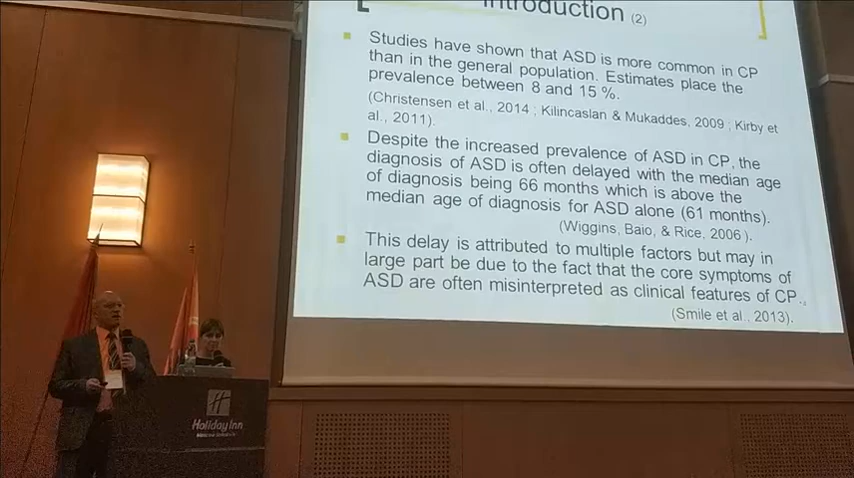 Introduction (2)
Studies have shown that ASD is more common in CP
than in the general population. Estimates place the
prevalence between 8 and 15 %.
(Christensen et al., 2014 ; Kilincaslan & Mukaddes, 2009 ; Kirby et
al., 2011).
Despite the increased prevalence of ASD in CP, the
diagnosis of ASD is often delayed with the median age
of diagnosis being 66 months which is above the
median age of diagnosis for ASD alone (61 months).
(Wiggins, Baio, & Rice, 2006 ).
This delay is attributed to multiple factors but may in
large part be due to the fact that the core symptoms of
ASD are often misinterpreted as clinical features of CP.
(Smile et al., 2013).
Holiday Inn